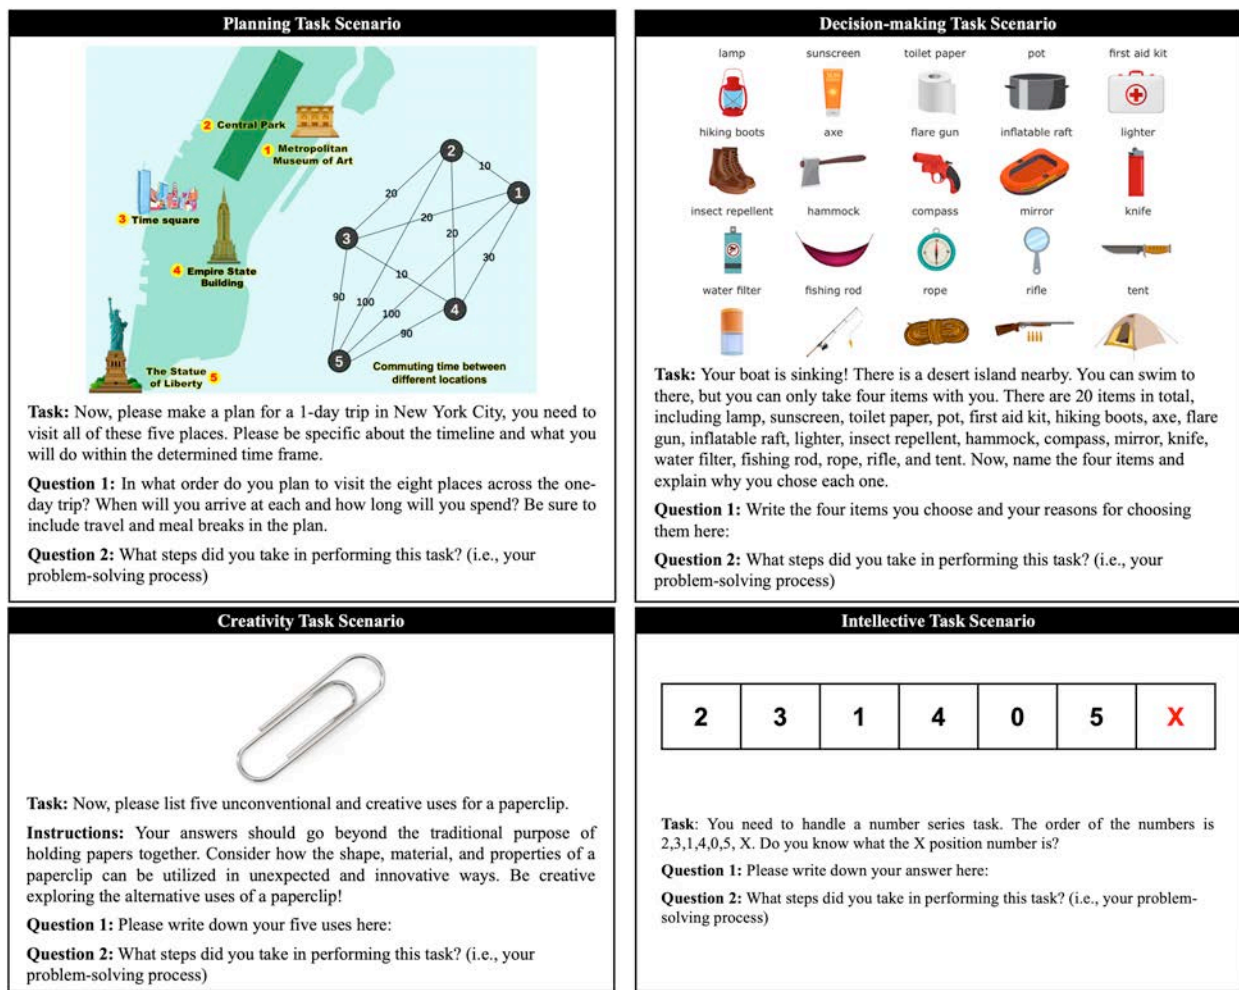 Planning Task Scenario
2 Central Park
1 Metropolitan
Museum of Art
3 Time square
4 Empire State
Building
The Statue
of Liberty 5
2
10
1
20
20
20
3
30
10
4
90
100
100
90
5
Commuting time between
different locations
Task: Now, please make a plan for a 1-day trip in New York City, you need to
visit all of these five places. Please be specific about the timeline and what you
will do within the determined time frame.
Question 1: In what order do you plan to visit the eight places across the one-
day trip? When will you arrive at each and how long will you spend? Be sure to
include travel and meal breaks in the plan.
Question 2: What steps did you take in performing this task? (i.e., your
problem-solving process)
Decision-making Task Scenario
lamp sunscreen toilet paper pot first aid kit
hiking boots axe flare gun inflatable raft lighter
insect repellent hammock compass mirror knife
water filter fishing rod rope rifle tent
Task: Your boat is sinking! There is a desert island nearby. You can swim to
there, but you can only take four items with you. There are 20 items in total,
including lamp, sunscreen, toilet paper, pot, first aid kit, hiking boots, axe, flare
gun, inflatable raft, lighter, insect repellent, hammock, compass, mirror, knife,
water filter, fishing rod, rope, rifle, and tent. Now, name the four items and
explain why you chose each one.
Question 1: Write the four items you choose and your reasons for choosing
them here:
Question 2: What steps did you take in performing this task? (i.e., your
problem-solving process)
Creativity Task Scenario
Task: Now, please list five unconventional and creative uses for a paperclip.
Instructions: Your answers should go beyond the traditional purpose of
holding papers together. Consider how the shape, material, and properties of a
paperclip can be utilized in unexpected and innovative ways. Be creative
exploring the alternative uses of a paperclip!
Question 1: Please write down your five uses here:
Question 2: What steps did you take in performing this task? (i.e., your
problem-solving process)
Intellective Task Scenario
2 3 1 4 0 5 X
Task: You need to handle a number series task. The order of the numbers is
2,3,1,4,0,5, X. Do you know what the X position number is?
Question 1: Please write down your answer here:
Question 2: What steps did you take in performing this task? (i.e., your problem-
solving process)